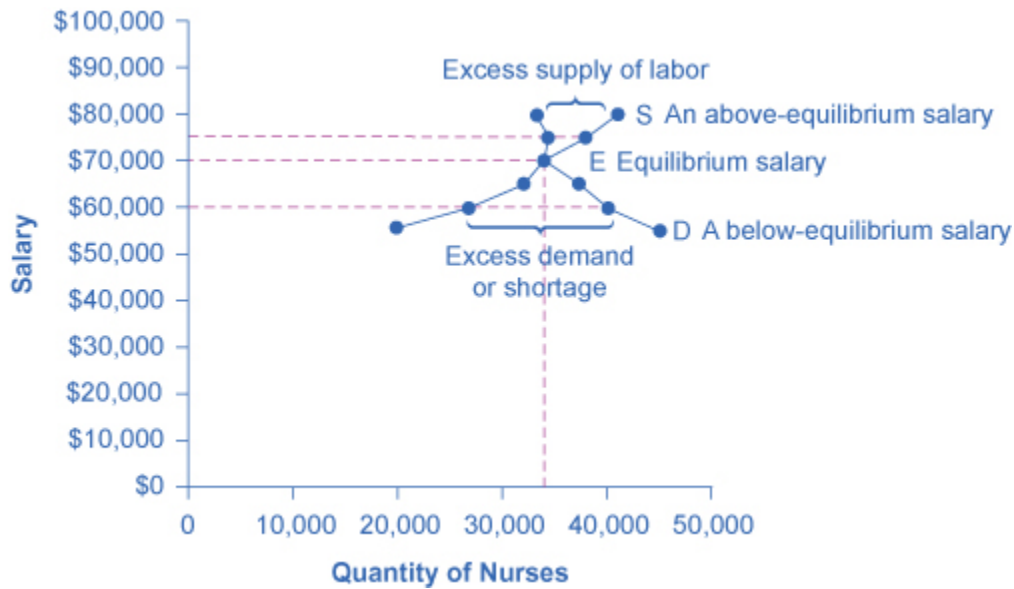 $100,000
$90,000
Excess supply of labor
$80,000
S An above-equilibrium salary
$70,000
E Equilibrium salary
$60,000
D A below-equilibrium salary
$50,000
Excess demand
or shortage
$40,000
$30,000
$20,000
$10,000
$0
Salary
0 10,000 20,000 30,000 40,000 50,000
Quantity of Nurses